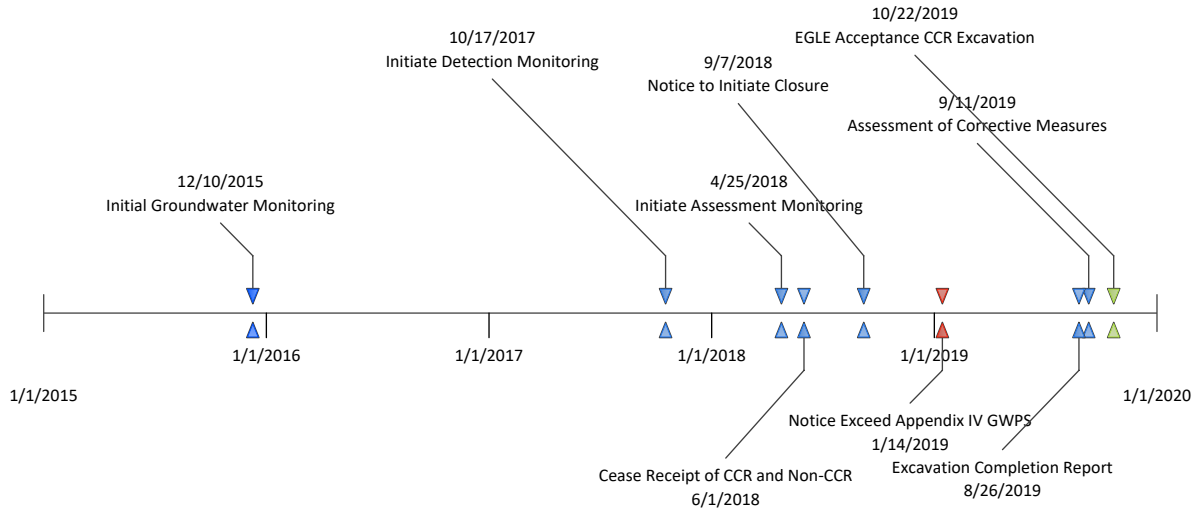 10/22/2019
EGLE Acceptance CCR Excavation
10/17/2017
Initiate Detection Monitoring
9/7/2018
Notice to Initiate Closure
9/11/2019
Assessment of Corrective Measures
12/10/2015
Initial Groundwater Monitoring
4/25/2018
Initiate Assessment Monitoring
1/1/2016
1/1/2017
1/1/2018
1/1/2019
1/1/2015
1/1/2020
Notice Exceed Appendix IV GWPS
1/14/2019
Cease Receipt of CCR and Non-CCR
6/1/2018
Excavation Completion Report
8/26/2019